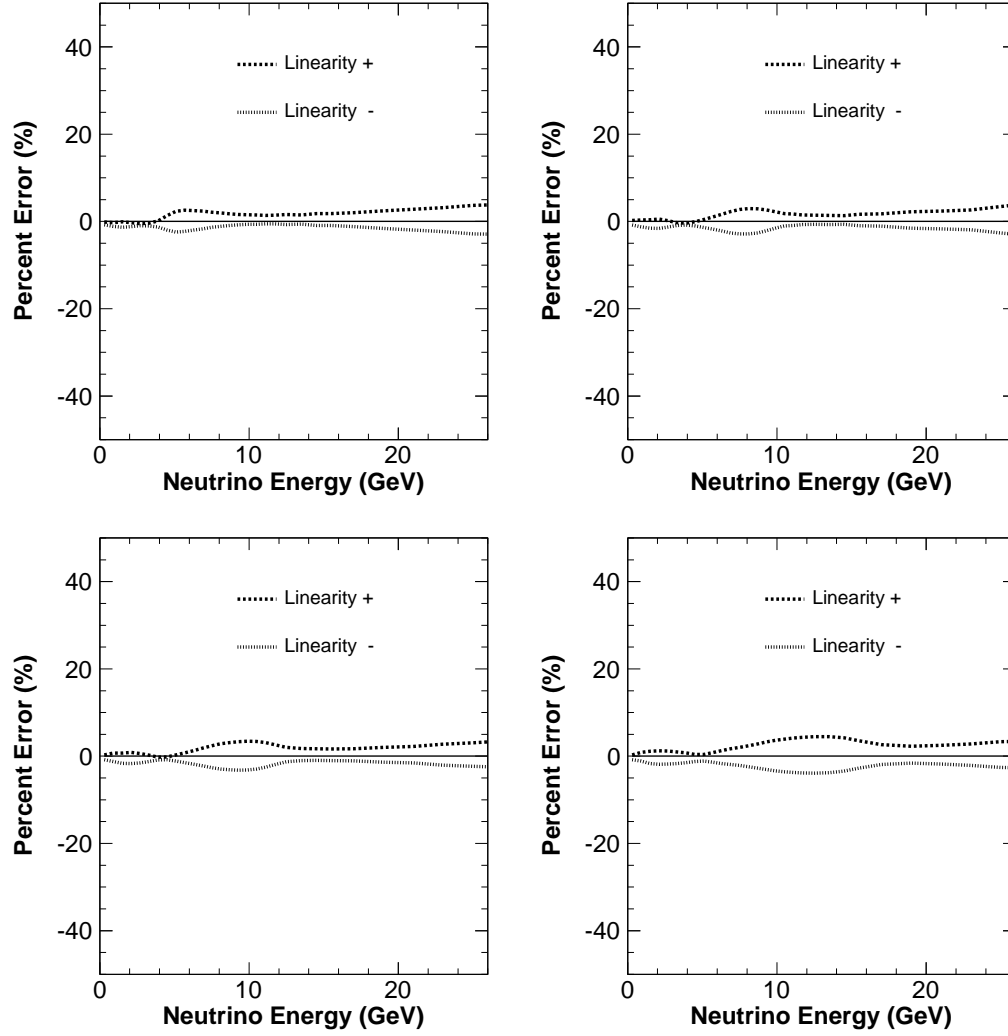 40
20
0
-20
-40
Percent Error (%)
Linearity +
Linearity -
0 10 20
Neutrino Energy (GeV)
40
20
0
-20
-40
Percent Error (%)
Linearity +
Linearity -
0 10 20
Neutrino Energy (GeV)
40
20
0
-20
-40
Percent Error (%)
Linearity +
Linearity -
0 10 20
Neutrino Energy (GeV)
40
20
0
-20
-40
Percent Error (%)
Linearity +
Linearity -
0 10 20
Neutrino Energy (GeV)